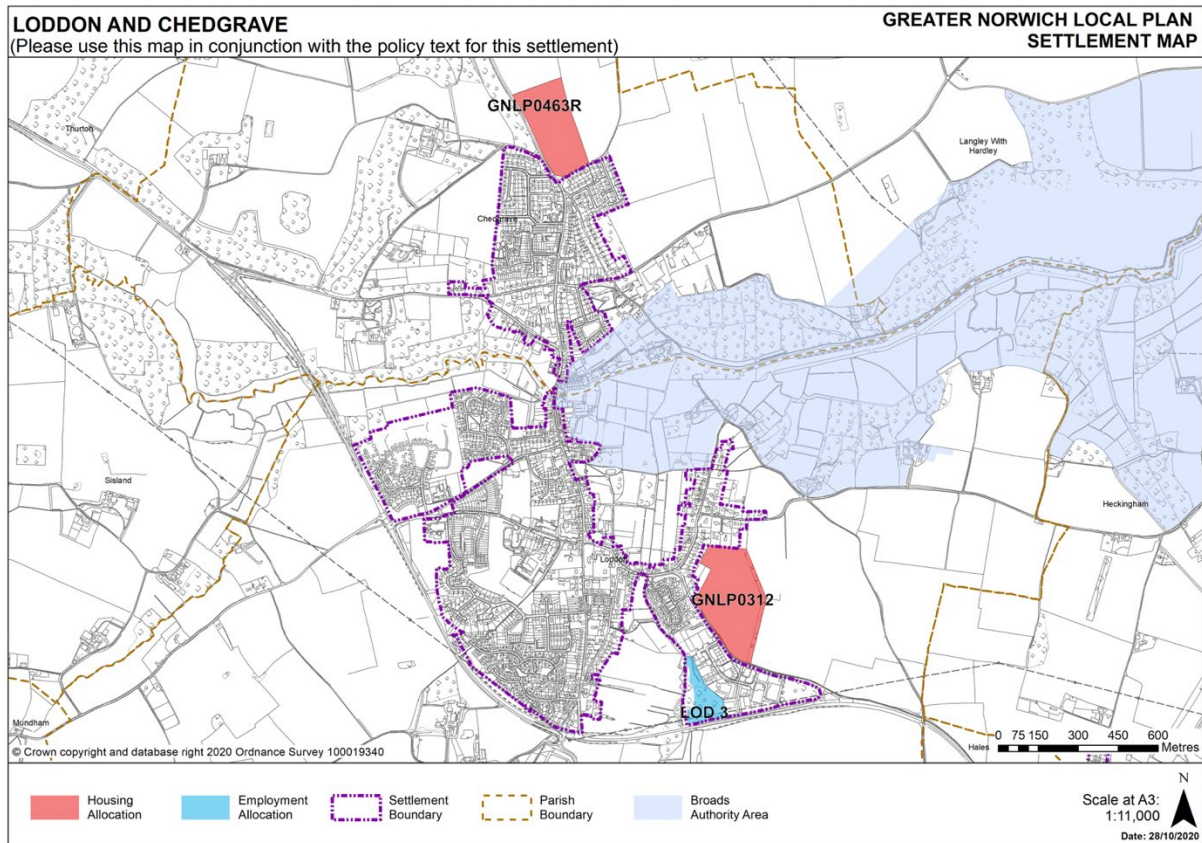 LODDON AND CHEDGRAVE
(Please use this map in conjunction with the policy text for this settlement)
GREATER NORWICH LOCAL PLAN
SETTLEMENT MAP
GNLP0463R
Thurton
Langley With
Hardley
Chedgrave
Sisland
Heckingham
Loddon
GNLP0312
LOD 3
Mundham
Hales
© Crown copyright and database right 2020 Ordnance Survey 100019340
0 75 150 300 450 600
Metres
Housing
Allocation
Employment
Allocation
Settlement
Boundary
Parish
Boundary
Broads
Authority Area
Scale at A3:
1:11,000
N
Date: 28/10/2020